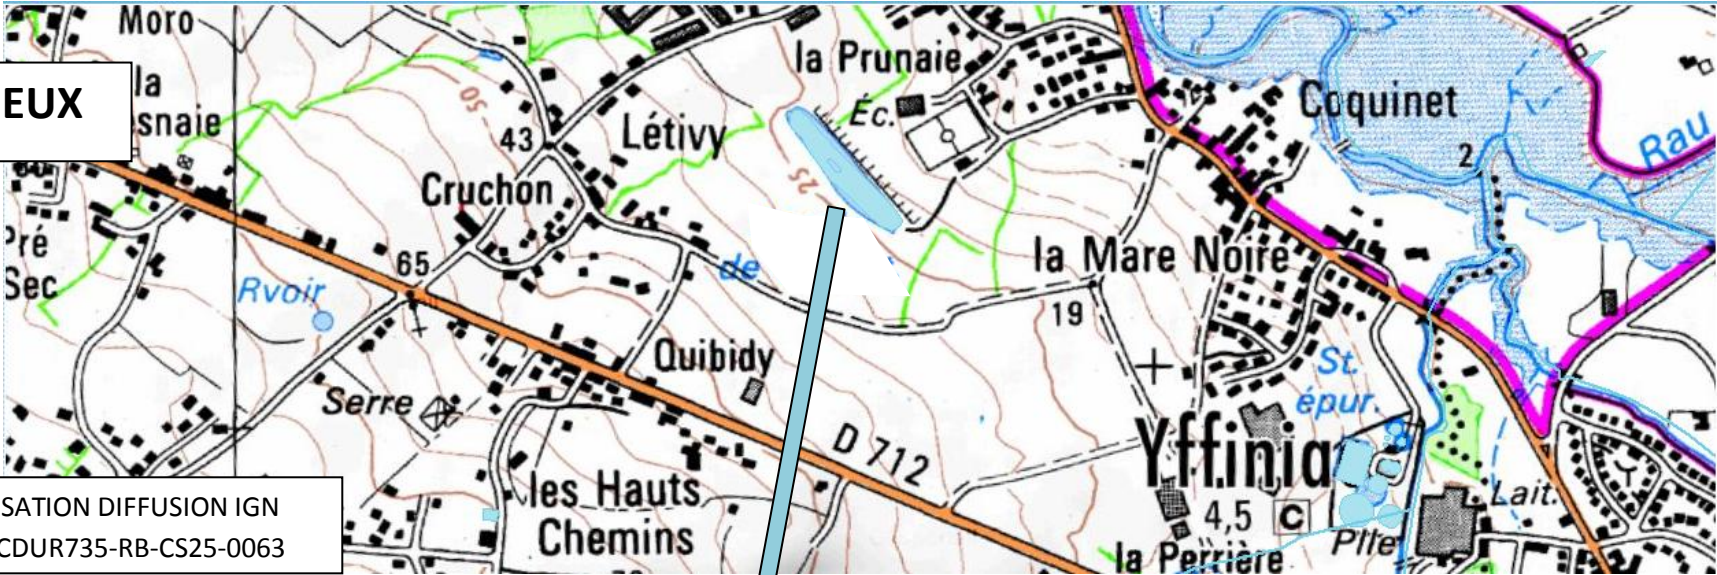 Moro
la Prunaie
EUX
la
snaie
Éc.
Coquinet
43
Létivy
50
2
Rau
25
Cruchon
Pré
Sec
65
Rvoir
de
la Mare Noire
19
Quibidy
St.
épur.
Serre
D 712
Yffinia
les Hauts
Chemins
4,5
C
Lait.
Pile
la Perrière
SATION DIFFUSION IGN
CDUR735-RB-CS25-0063